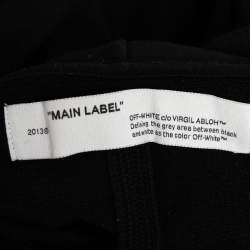 "MAIN LABEL"
20136
OFF-WHITE c/o VIRGIL ABLOH™
Defining the grey area between black
and white as the color Off-White™